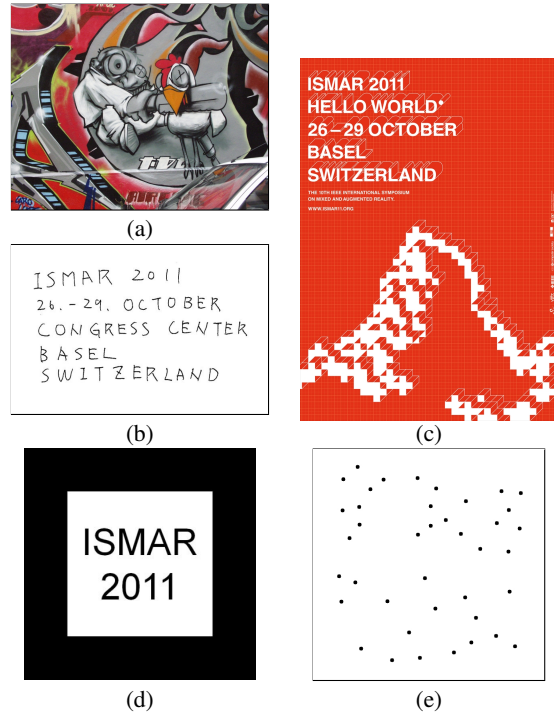 (a)
ISMAR 2011
26.-29. OCTOBER
CONGRESS CENTER
BASEL
SWITZERLAND
(b)
ISMAR 2011
HELLO WORLD♦
26 – 29 OCTOBER
BASEL
SWITZERLAND
THE 10TH IEEE INTERNATIONAL SYMPOSIUM
ON MIXED AND AUGMENTED REALITY.
WWW.ISMAR11.ORG
(c)
ISMAR
2011
(d)
(e)